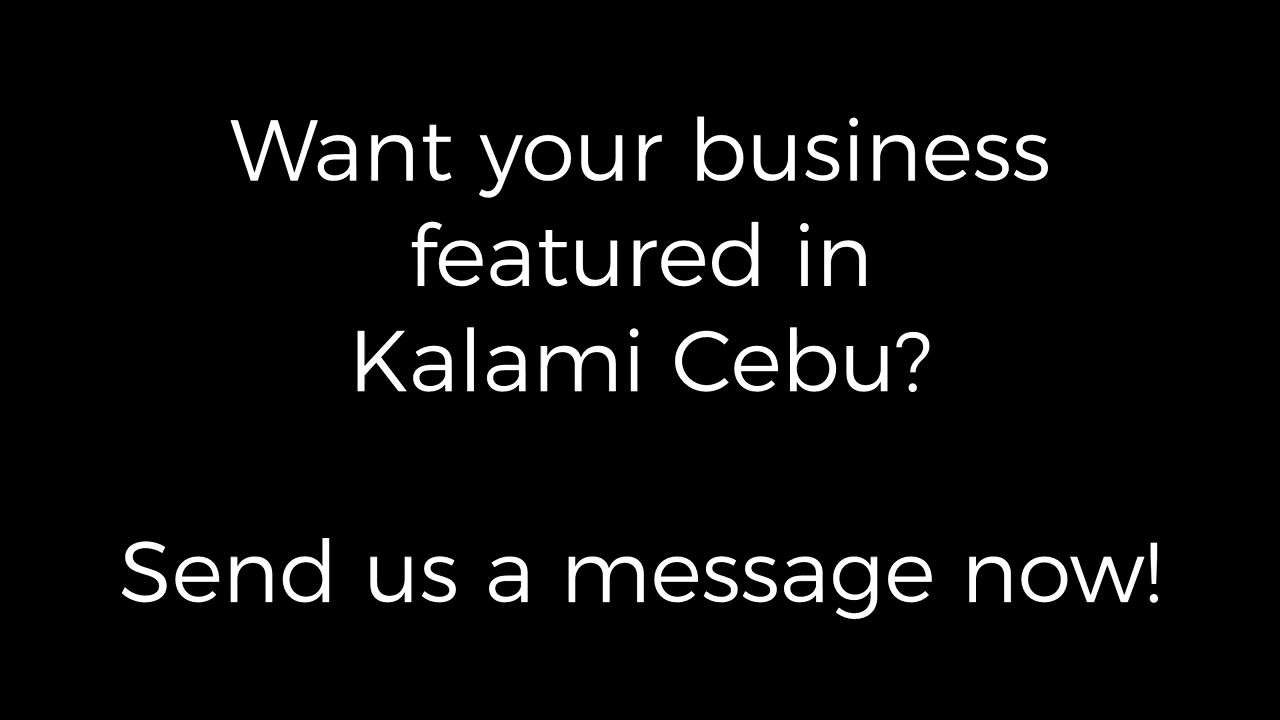 Want your business
featured in
Kalami Cebu?
Send us a message now!